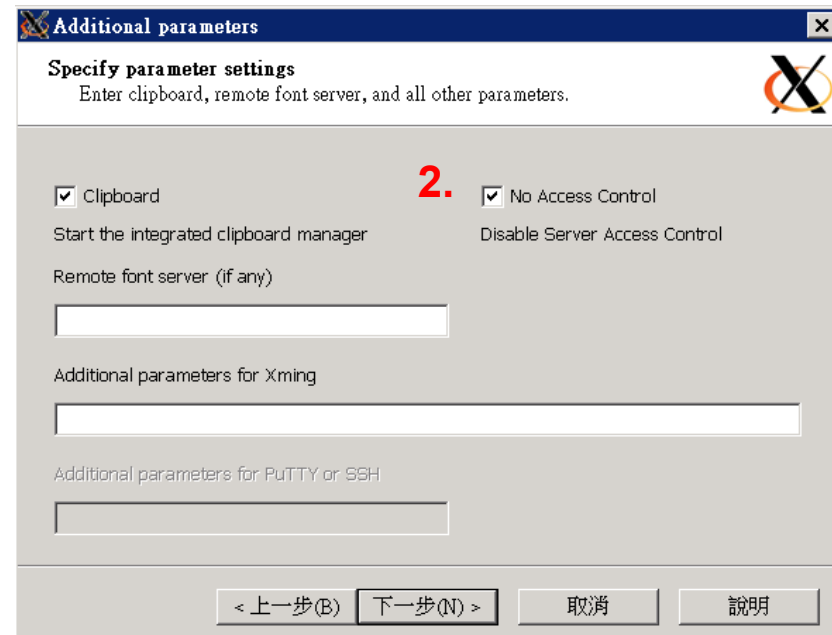 Additional parameters
Specify parameter settings
Enter clipboard, remote font server, and all other parameters.
Clipboard
2. No Access Control
Start the integrated clipboard manager
Disable Server Access Control
Remote font server (if any)
Additional parameters for Xming
Additional parameters for PuTTY or SSH
<上一步(B) 下一步(N)> 取消 說明